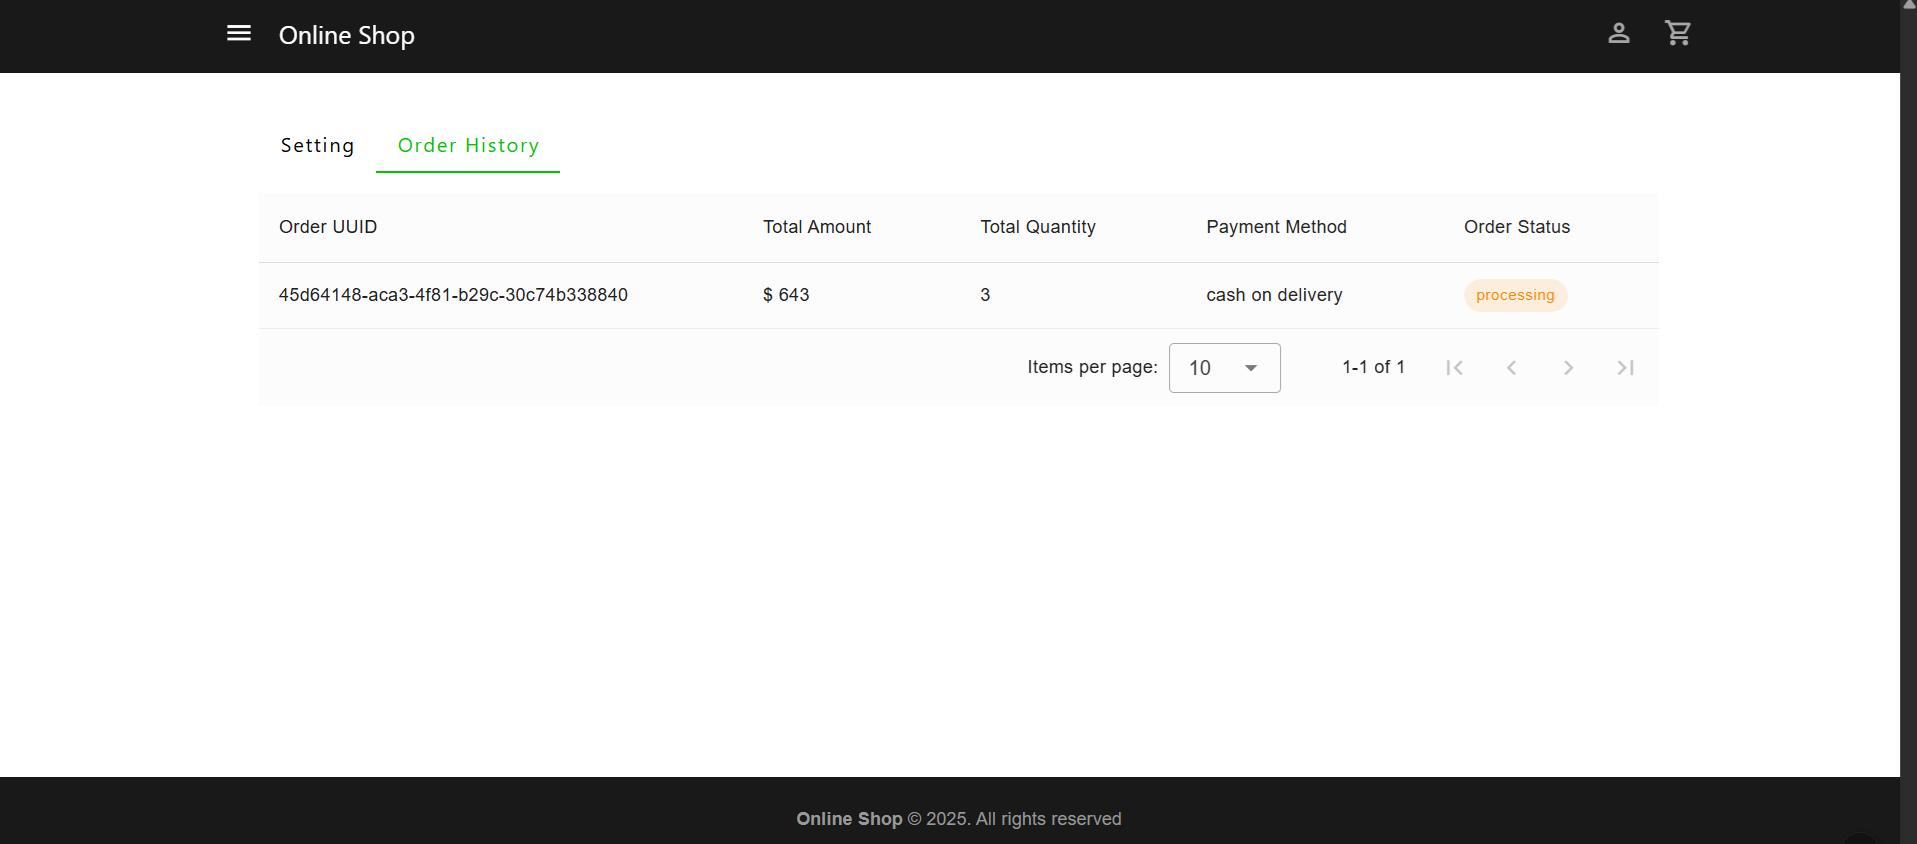 Online Shop
Setting Order History
Order UUID Total Amount Total Quantity Payment Method Order Status
45d64148-aca3-4f81-b29c-30c74b338840 $ 643 3 cash on delivery processing
Items per page: 10 1-1 of 1
Online Shop © 2025. All rights reserved